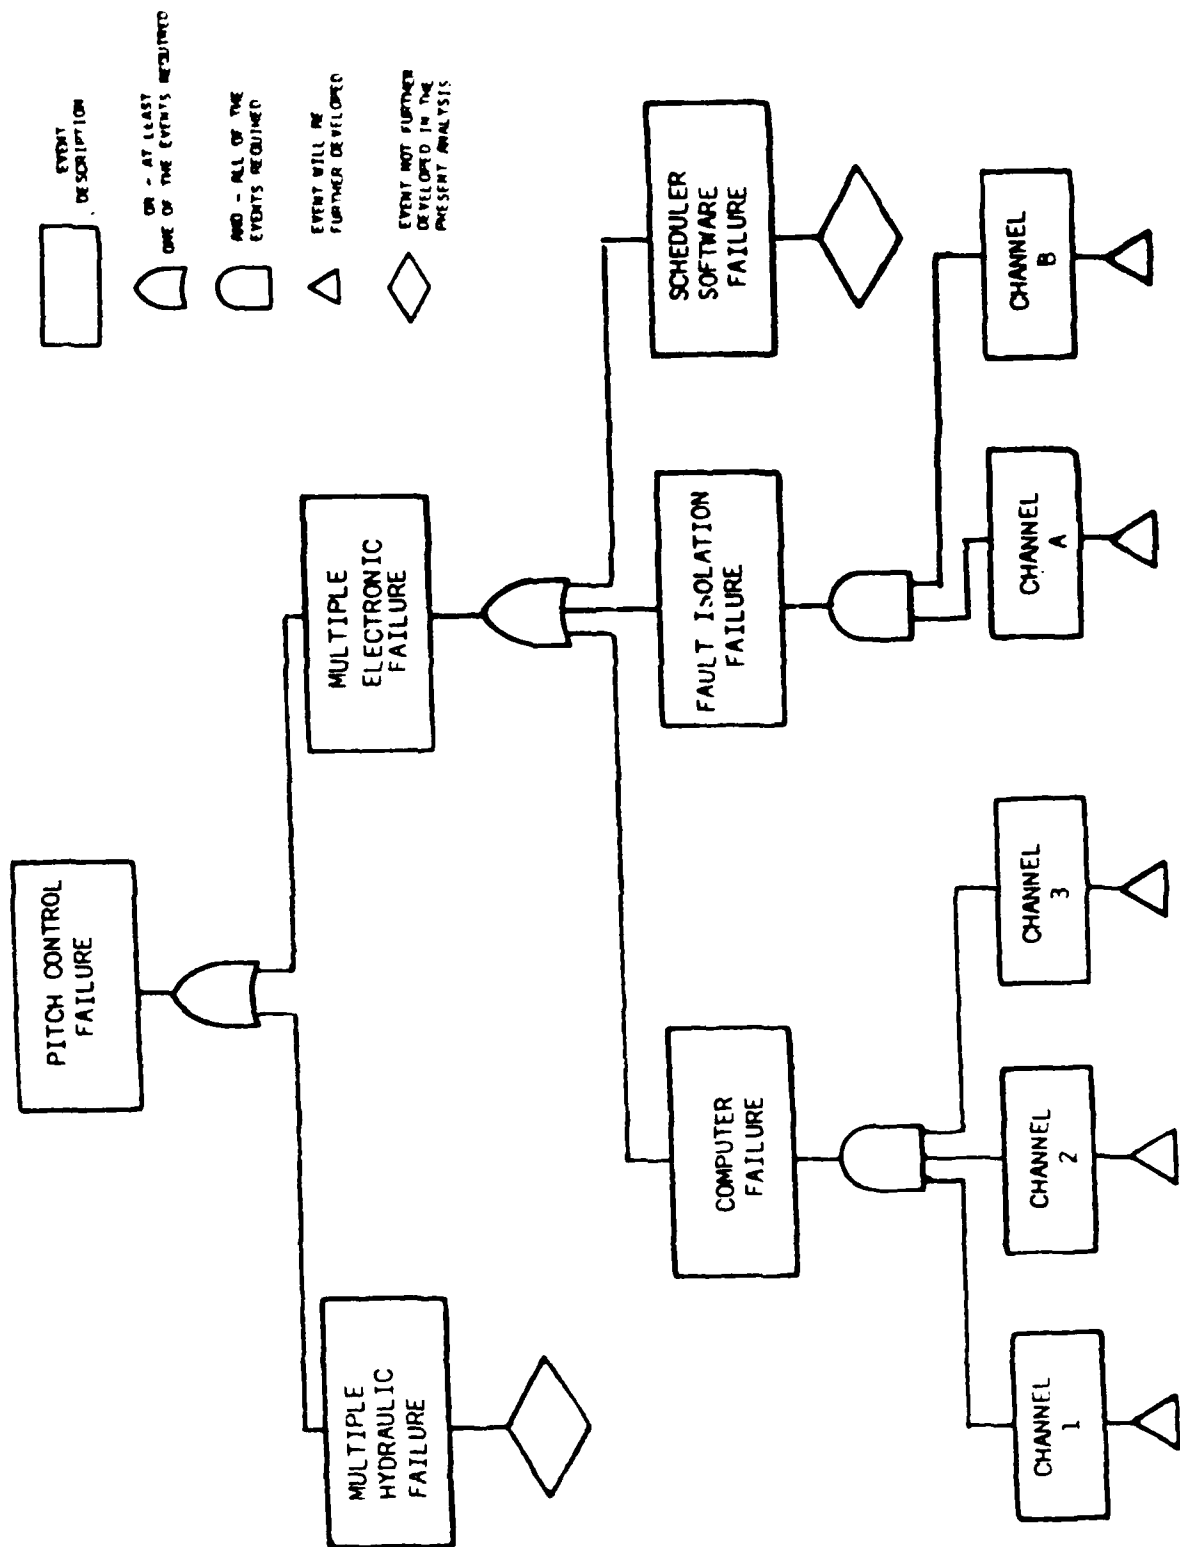 PITCH CONTROL
FAILURE
MULTIPLE
HYDRAULIC
FAILURE
MULTIPLE
ELECTRONIC
FAILURE
COMPUTER
FAILURE
FAULT ISOLATION
FAILURE
SCHEDULER
SOFTWARE
FAILURE
CHANNEL
1
CHANNEL
2
CHANNEL
3
CHANNEL
A
CHANNEL
B
EVENT
DESCRIPTION
OR - AT LEAST
ONE OF THE EVENTS REQUIRED
AND - ALL OF THE
EVENTS REQUIRED
EVENT WILL BE
FURTHER DEVELOPED
EVENT NOT FURTHER
DEVELOPED IN THE
PRESENT ANALYSIS